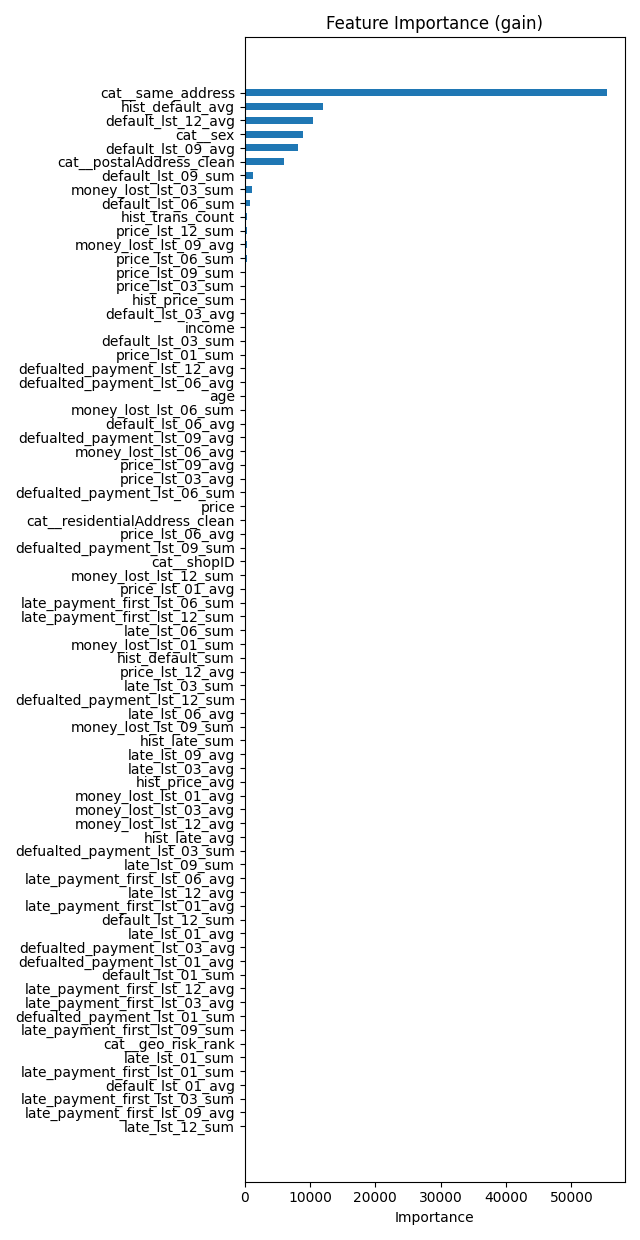 Feature Importance (gain)
cat__same_address
hist_default_avg
default_lst_12_avg
cat__sex
default_lst_09_avg
cat__postalAddress_clean
default_lst_09_sum
money_lost_lst_03_sum
default_lst_06_sum
hist_trans_count
price_lst_12_sum
money_lost_lst_09_avg
price_lst_06_sum
price_lst_09_sum
price_lst_03_sum
hist_price_sum
default_lst_03_avg
income
default_lst_03_sum
price_lst_01_sum
defualted_payment_lst_12_avg
defualted_payment_lst_06_avg
age
money_lost_lst_06_sum
default_lst_06_avg
defualted_payment_lst_09_avg
money_lost_lst_06_avg
price_lst_09_avg
price_lst_03_avg
defualted_payment_lst_06_sum
price
cat__residentialAddress_clean
price_lst_06_avg
defualted_payment_lst_09_sum
cat__shopID
money_lost_lst_12_sum
price_lst_01_avg
late_payment_first_lst_06_sum
late_payment_first_lst_12_sum
late_lst_06_sum
money_lost_lst_01_sum
hist_default_sum
price_lst_12_avg
late_lst_03_sum
defualted_payment_lst_12_sum
late_lst_06_avg
money_lost_lst_09_sum
hist_late_sum
late_lst_09_avg
late_lst_03_avg
hist_price_avg
money_lost_lst_01_avg
money_lost_lst_03_avg
money_lost_lst_12_avg
hist_late_avg
defualted_payment_lst_03_sum
late_lst_09_sum
late_payment_first_lst_06_avg
late_lst_12_avg
late_payment_first_lst_01_avg
default_lst_12_sum
late_lst_01_avg
defualted_payment_lst_03_avg
defualted_payment_lst_01_avg
default_lst_01_sum
late_payment_first_lst_12_avg
late_payment_first_lst_03_avg
defualted_payment_lst_01_sum
late_payment_first_lst_09_sum
cat__geo_risk_rank
late_lst_01_sum
late_payment_first_lst_01_sum
default_lst_01_avg
late_payment_first_lst_03_sum
late_payment_first_lst_09_avg
late_lst_12_sum
0 10000 20000 30000 40000 50000
Importance